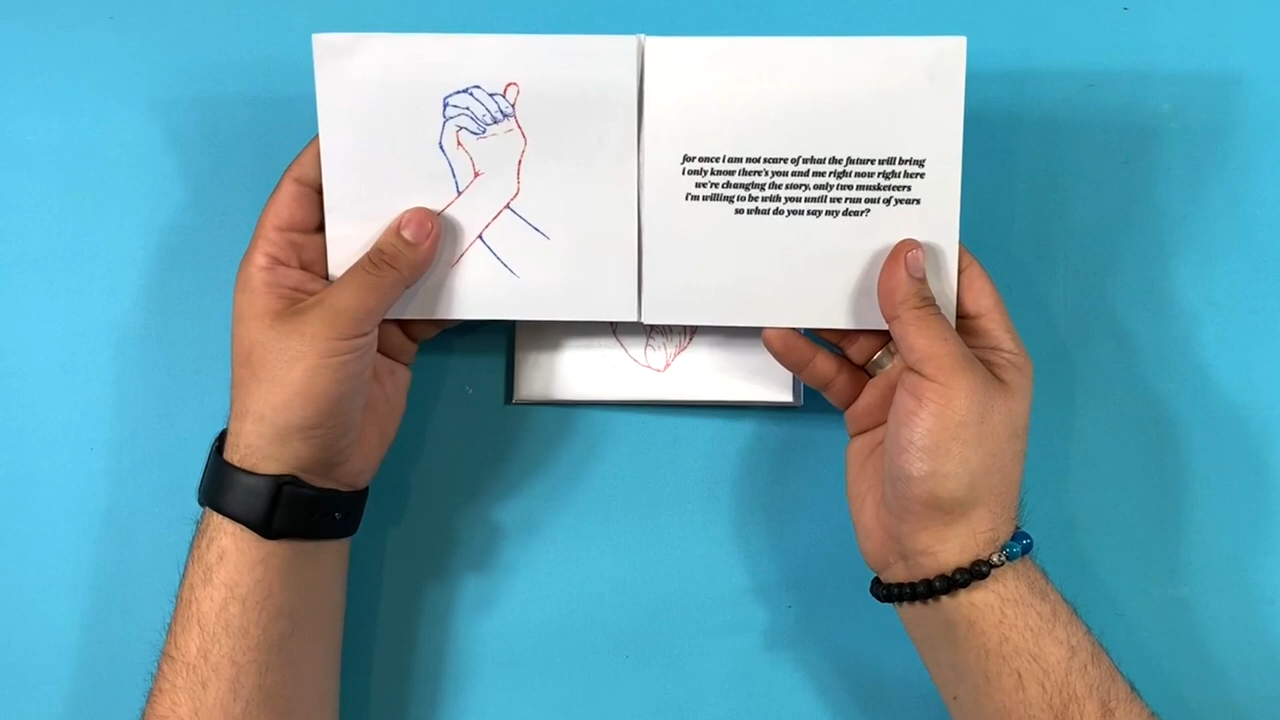 for once i am not scare of what the future will bring
i only know there's you and me right now right here
we're changing the story, only two musketeers
i'm willing to be with you until we run out of years
so what do you say my dear?